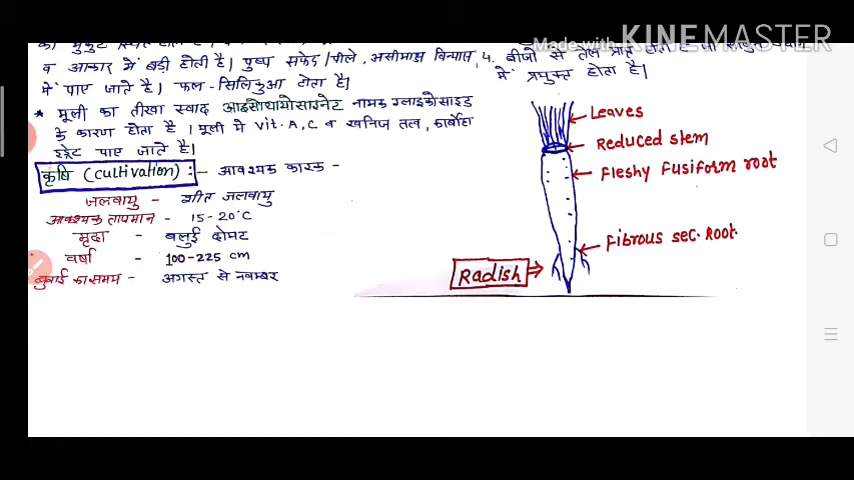 Made with KINEMASTER
व आकार में बड़ी होती है। पुष्प सफेद/पीले, असीमाक्ष विन्यास,
में पाए जाते है। फल-सिलिकुआ होता है।
* मूली का तीखा स्वाद आइसोथायोसाइनेट नामक ग्लाइकोसाइड
के कारण होता है। मूली मे Vit. A, C व खनिज तत्व, कार्बोहा
इड्रेट पाए जाते है।
कृषि (cultivation) :- आवश्यक कारक -
जलवायु - शीत जलवायु
आवश्यक तापमान - 15-20°C
मृदा - बलुई दोमट
वर्षा - 100-225 cm
बुवाई का समय - अगस्त से नवम्बर
4. बीजों से तेल प्राप्त होता है जो साबुन
में प्रयुक्त होता है।
Leaves
Reduced stem
Fleshy fusiform root
Fibrous sec. Root.
Radish